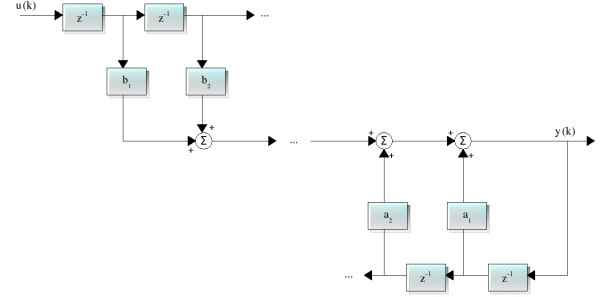 u(k)
z⁻¹
z⁻¹
...
b₁
b₂
+
+
Σ
...
+
Σ
+
+
Σ
+
y(k)
a₂
a₁
...
z⁻¹
z⁻¹